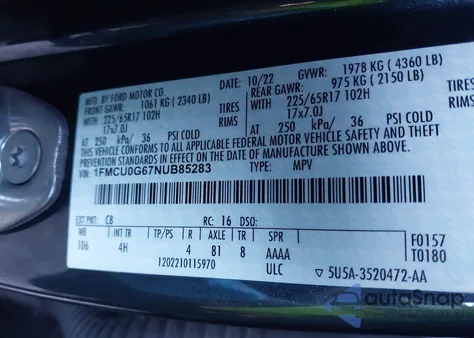 MFD. BY FORD MOTOR CO.
10/22 GVWR: 1978 KG ( 4360 LB)
FRONT GAWR: 1061 KG ( 2340 LB) REAR GAWR: 975 KG ( 2150 LB)
WITH 225/65R17 102H TIRES WITH 225/65R17 102H TIRES
17x7.0J RIMS 17x7.0J RIMS
AT 250 kPa/ 36 PSI COLD AT 250 kPa/ 36 PSI COLD
THIS VEHICLE CONFORMS TO ALL APPLICABLE FEDERAL MOTOR VEHICLE SAFETY AND THEFT
PREVENTION STANDARDS IN EFFECT ON THE DATE OF MANUFACTURE SHOWN ABOVE.
VIN: 1FMCU0G67NUB85283 TYPE: MPV
EXT PNT: CB RC: 16 DSO:
WB INT TR TP/PS R AXLE TR SPR F0157
106 4H 4 81 8 AAAA T0180
1202210115970 ULC 5U5A-3520472-AA
autoSnap